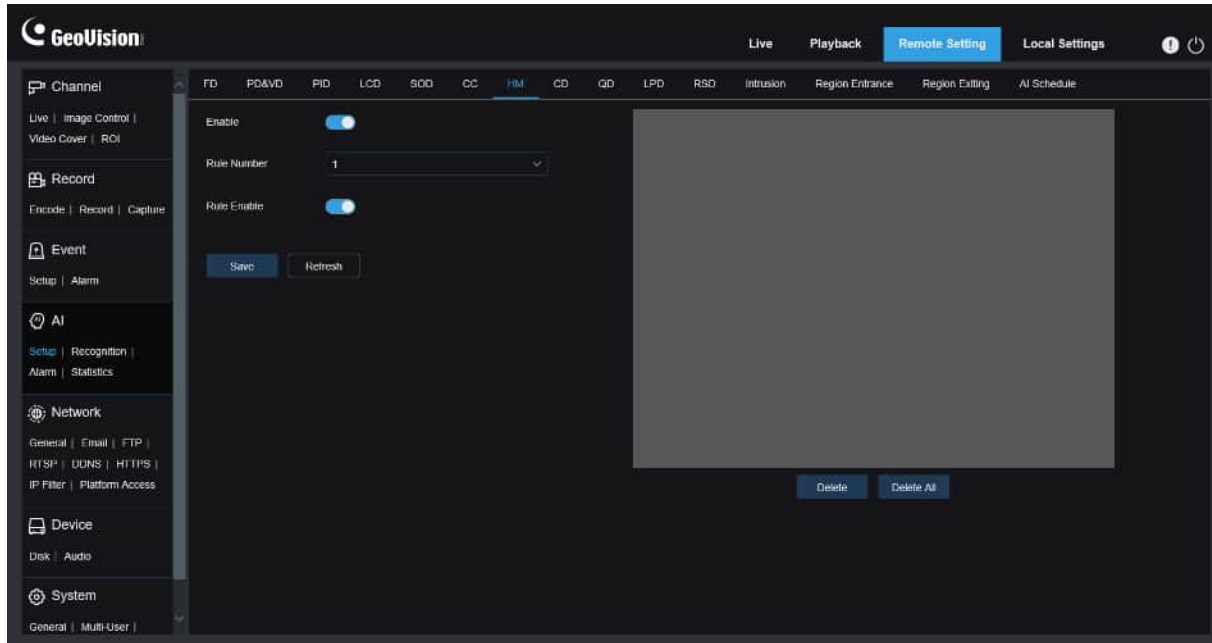 GeoVision
Live Playback Remote Setting Local Settings
Channel
Live | Image Control |
Video Cover | ROI
Record
Encode | Record | Capture
Event
Setup | Alarm
AI
Setup | Recognition |
Alarm | Statistics
Network
General | Email | FTP |
RTSP | DDNS | HTTPS |
IP Filter | Platform Access
Device
Disk | Audio
System
General | Multi-User |
FD PD&VD PID LCD SOD CC HM CD QD LPD RSD Intrusion Region Entrance Region Exiting AI Schedule
Enable
Rule Number 1
Rule Enable
Save Refresh
Delete Delete All